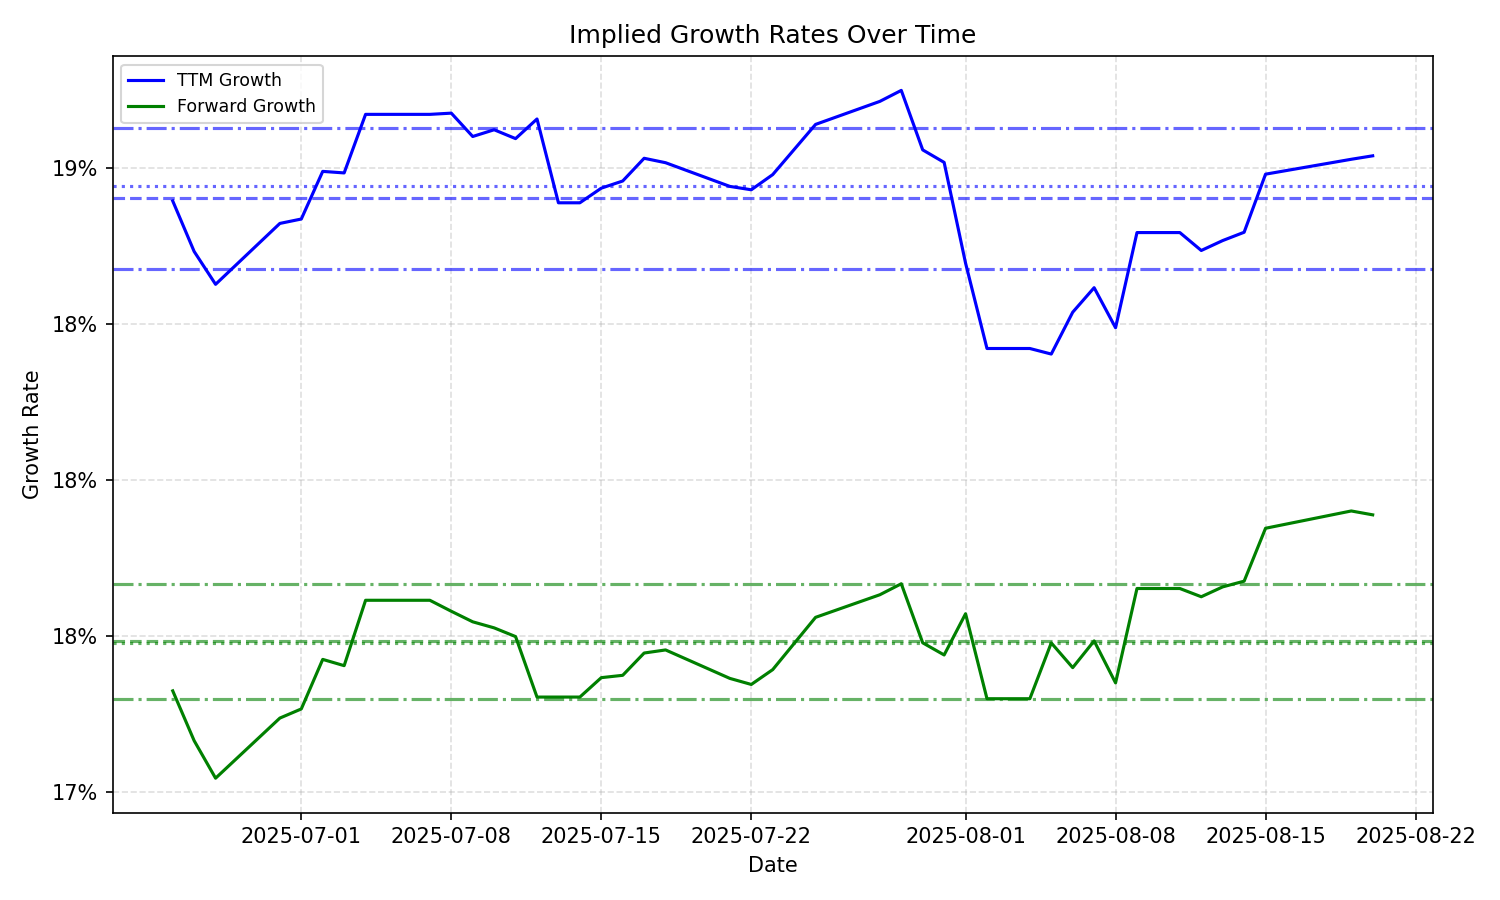 Implied Growth Rates Over Time
TTM Growth
Forward Growth
19%
18%
18%
18%
17%
Growth Rate
2025-07-01 2025-07-08 2025-07-15 2025-07-22 2025-08-01 2025-08-08 2025-08-15 2025-08-22
Date